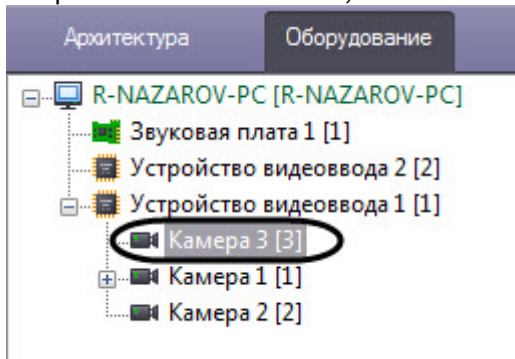 Архитектура Оборудование
R-NAZAROV-PC [R-NAZAROV-PC]
Звуковая плата 1 [1]
Устройство видеоввода 2 [2]
Устройство видеоввода 1 [1]
Камера 3 [3]
Камера 1 [1]
Камера 2 [2]